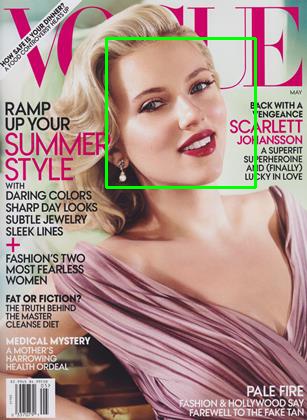 HOW SAFE IS YOUR DINNER?
A FOOD CONTROVERSY HEATS UP
VOGUE
MAY
RAMP
UP YOUR
SUMMER
STYLE
WITH
DARING COLORS
SHARP DAY LOOKS
SUBTLE JEWELRY
SLEEK LINES
+
FASHION'S TWO
MOST FEARLESS
WOMEN
FAT OR FICTION?
THE TRUTH BEHIND
THE MASTER
CLEANSE DIET
MEDICAL MYSTERY
A MOTHER'S
HARROWING
HEALTH ORDEAL
BACK WITH A
VENGEANCE
SCARLETT
JOHANSSON
A SUPERFIT
SUPERHEROINE
AND (FINALLY)
LUCKY IN LOVE
PALE FIRE
FASHION & HOLLYWOOD SAY
FAREWELL TO THE FAKE TAN